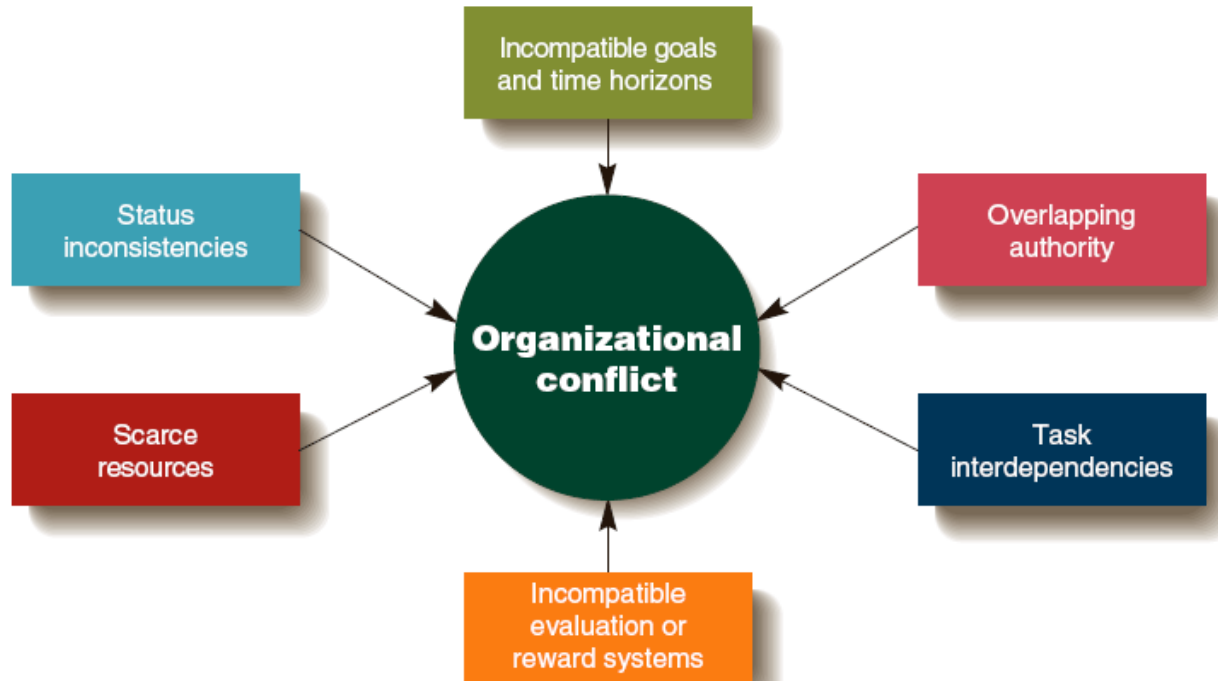 Incompatible goals
and time horizons
Status
inconsistencies
Overlapping
authority
Organizational
conflict
Scarce
resources
Task
interdependencies
Incompatible
evaluation or
reward systems